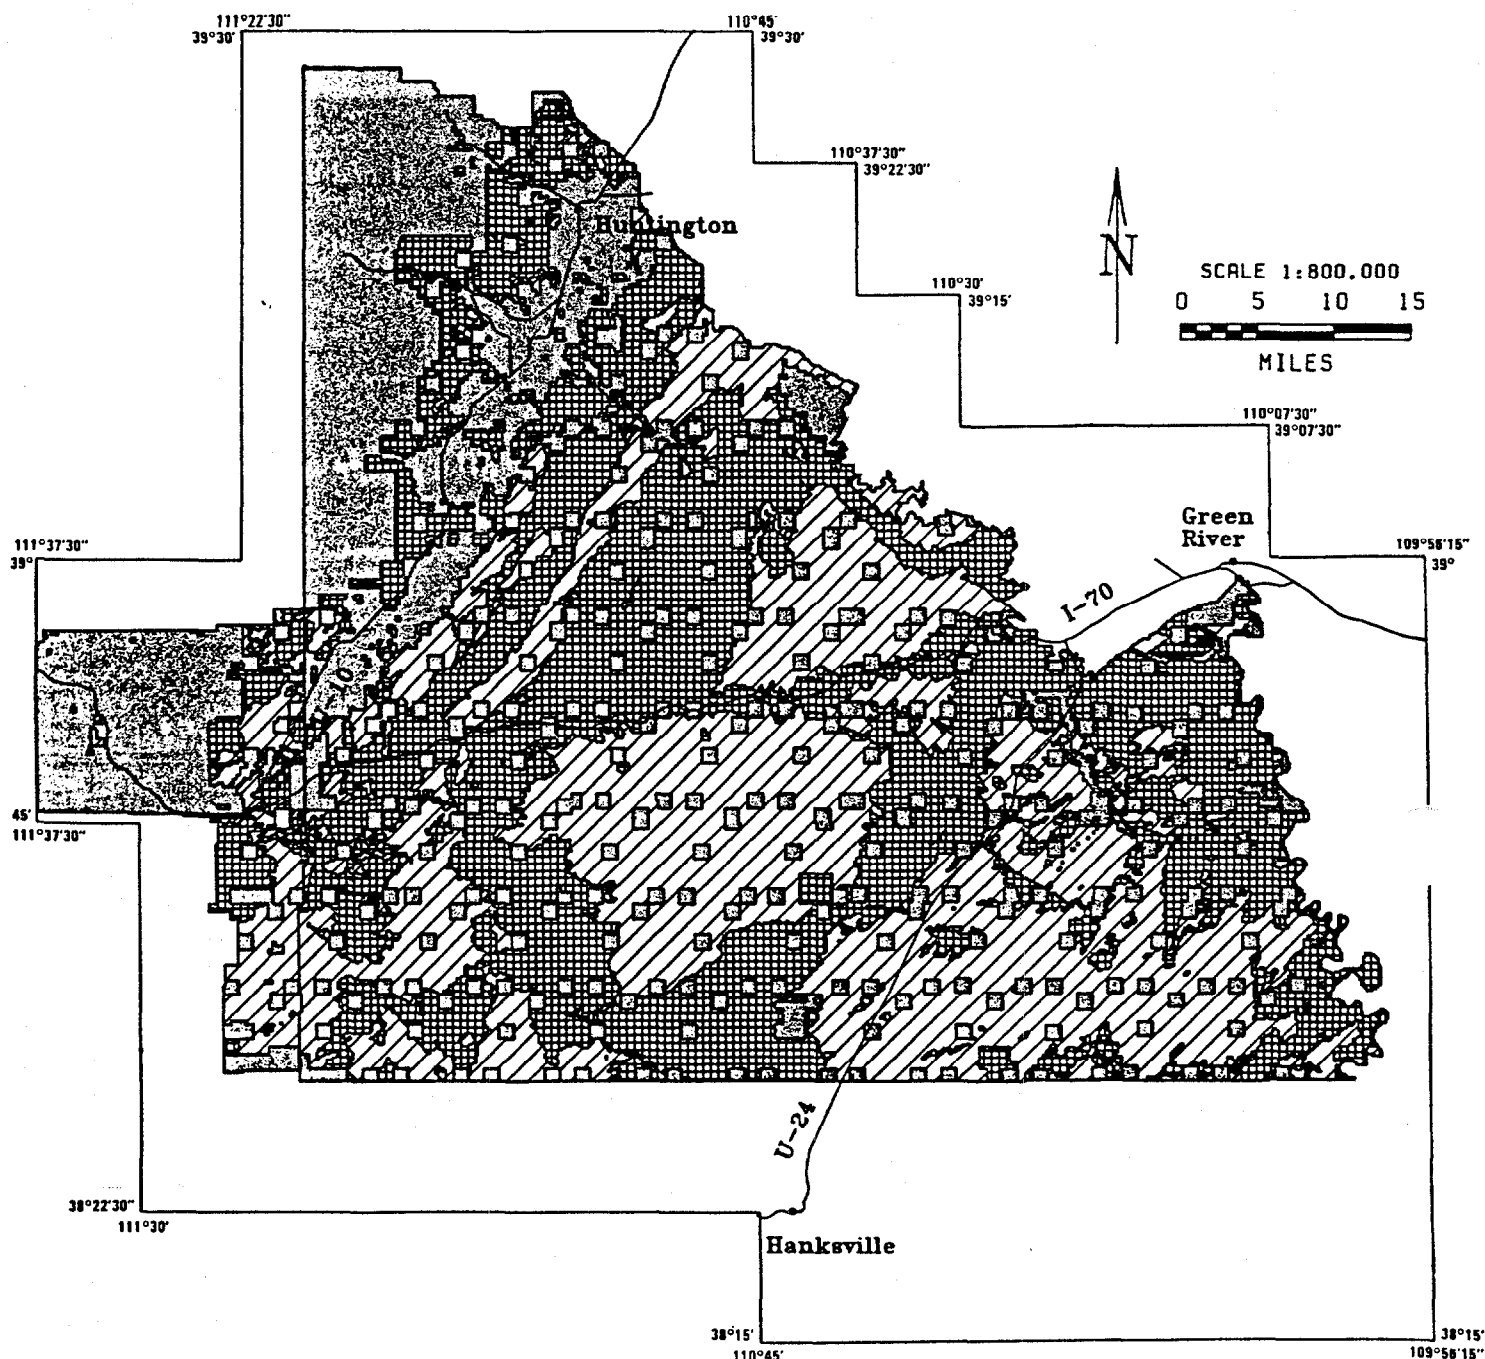 111°22'30" 110°45'
39°30' 39°30'
110°37'30"
39°22'30"
Huntington
N
SCALE 1:800,000
0 5 10 15
MILES
110°30'
39°15'
110°07'30"
39°07'30"
Green
River
111°37'30" 109°56'15"
39° 39°
I-70
10
45'
111°37'30"
U-24
38°22'30"
111°30'
Hanksville
38°15' 38°15'
110°45' 109°56'15"